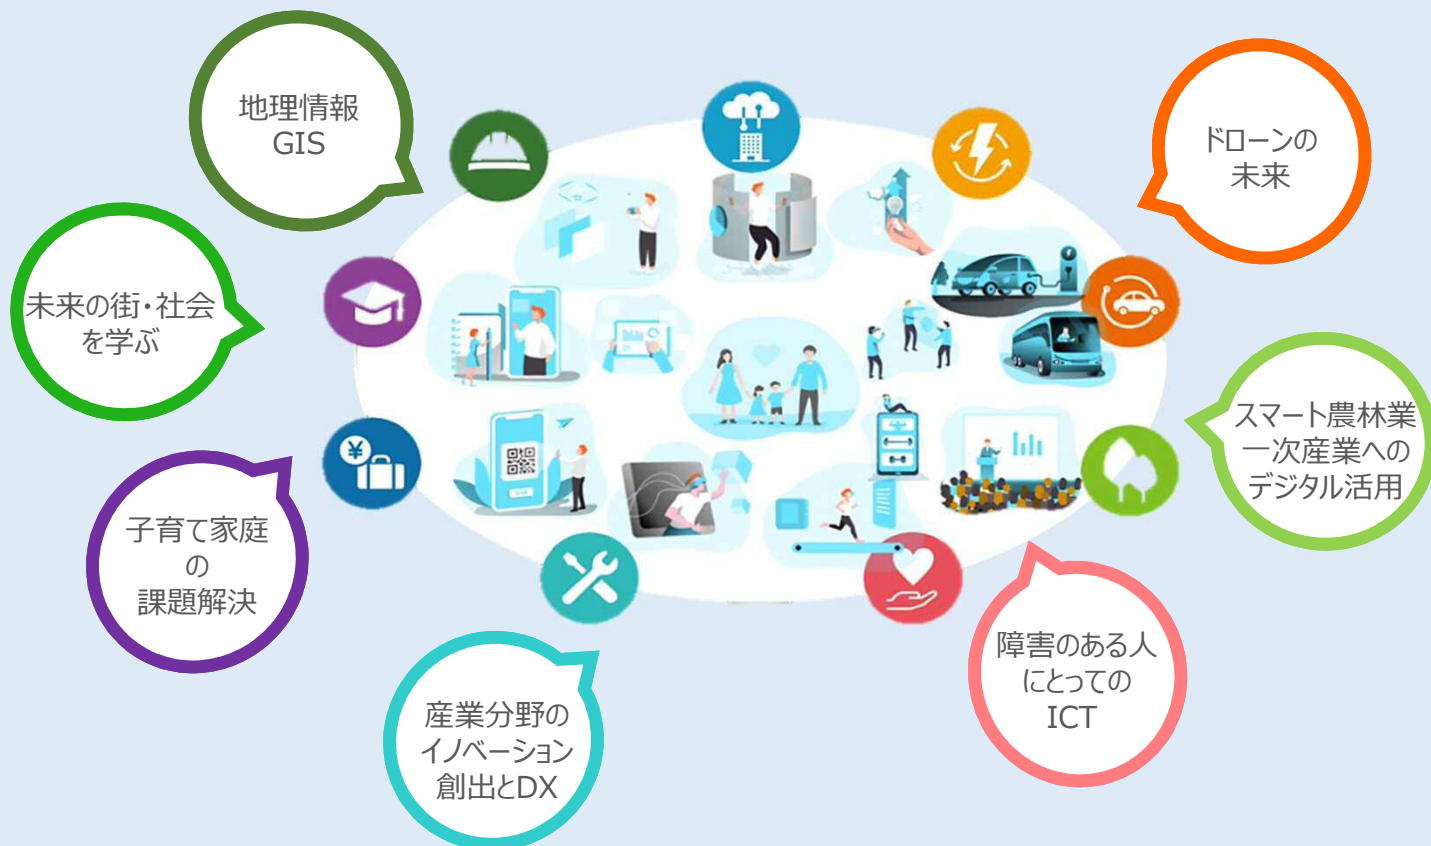 地理情報
GIS
ドローンの
未来
未来の街・社会
を学ぶ
スマート農林業
一次産業への
デジタル活用
子育て家庭
の
課題解決
障害のある人
にとっての
ICT
産業分野の
イノベーション
創出とDX
¥